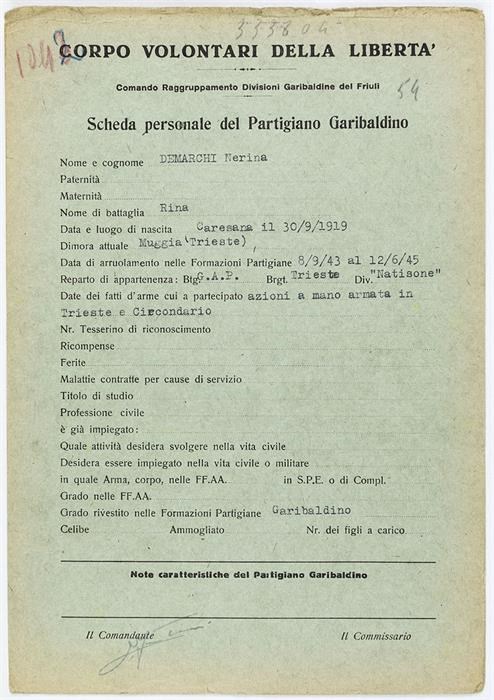 1042
54
CORPO VOLONTARI DELLA LIBERTA'
Comando Raggruppamento Divisioni Garibaldine del Friuli
Scheda personale del Partigiano Garibaldino
Nome e cognome DEMARCHI Nerina
Paternità
Maternità
Nome di battaglia Rina
Data e luogo di nascita Caresana il 30/9/1919
Dimora attuale Muggia (Trieste)
Data di arruolamento nelle Formazioni Partigiane 8/9/43 al 12/6/45
Reparto di appartenenza: Btg. G.A.P. Brgt. Trieste Div. "Natisone"
Date dei fatti d'arme cui a partecipato azioni a mano armata in
Trieste e Circondario
Nr. Tesserino di riconoscimento
Ricompense
Ferite
Malattie contratte per cause di servizio
Titolo di studio
Professione civile
è già impiegato:
Quale attività desidera svolgere nella vita civile
Desidera essere impiegato nella vita civile o militare
in quale Arma, corpo, nelle FF.AA. in S.P.E. o di Compl.
Grado nelle FF.AA.
Grado rivestito nelle Formazioni Partigiane Garibaldino
Celibe Ammogliato Nr. dei figli a carico
Note caratteristiche del Partigiano Garibaldino
Il Comandante Il Commissario